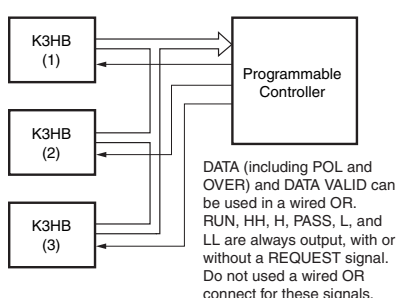 K3HB
(1)
K3HB
(2)
K3HB
(3)
Programmable
Controller
DATA (including POL and
OVER) and DATA VALID can
be used in a wired OR.
RUN, HH, H, PASS, L, and
LL are always output, with or
without a REQUEST signal.
Do not used a wired OR
connect for these signals.